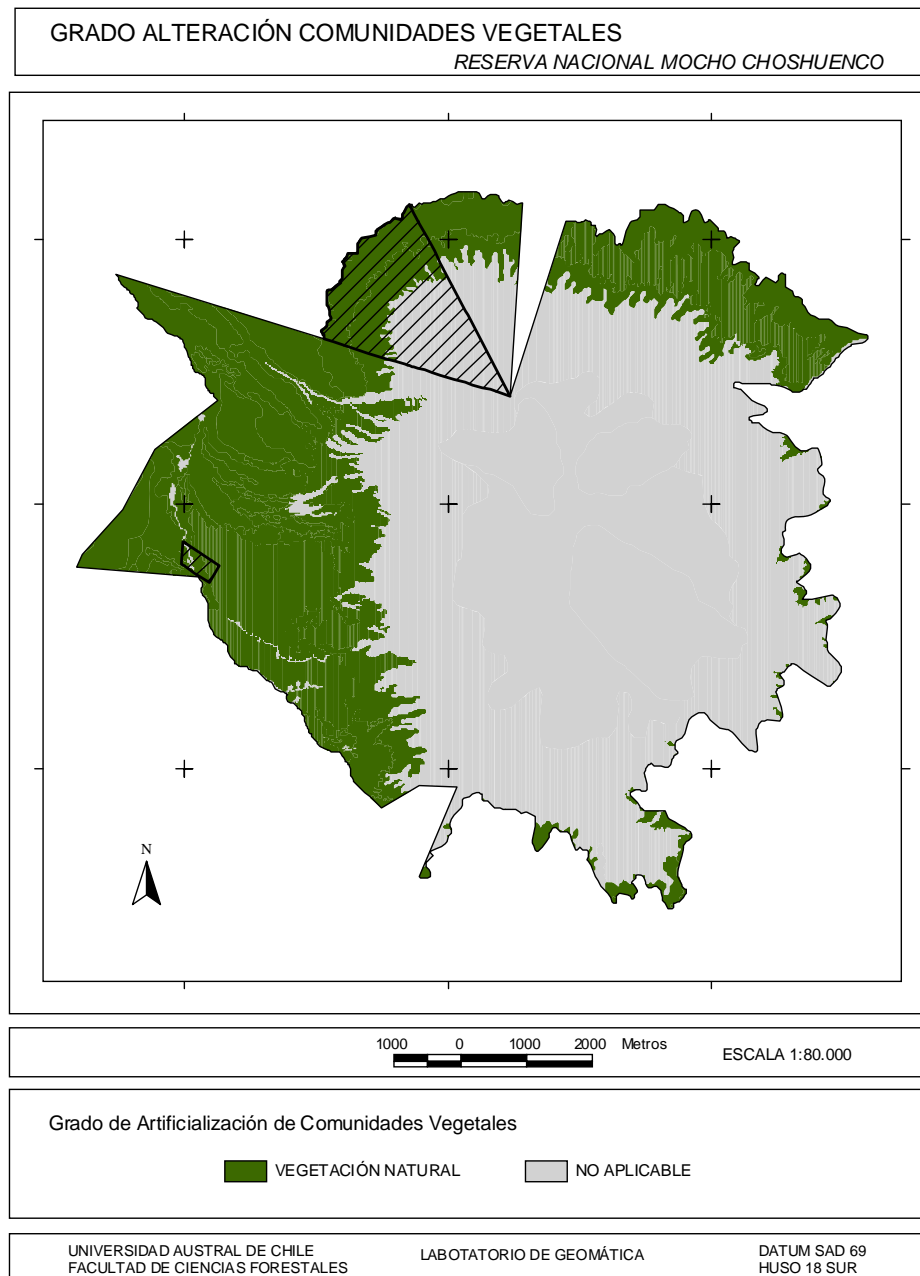 GRADO ALTERACIÓN COMUNIDADES VEGETALES
RESERVA NACIONAL MOCHO CHOSHUENCO
N
1000 0 1000 2000 Metros
ESCALA 1:80.000
Grado de Artificialización de Comunidades Vegetales
VEGETACIÓN NATURAL
NO APLICABLE
UNIVERSIDAD AUSTRAL DE CHILE
FACULTAD DE CIENCIAS FORESTALES
LABOTATORIO DE GEOMÁTICA
DATUM SAD 69
HUSO 18 SUR